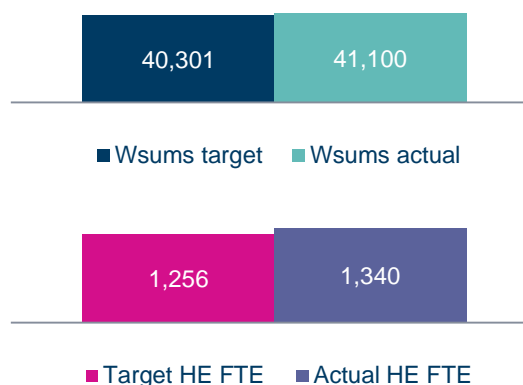 40,301 41,100
Wsums target Wsums actual
1,256 1,340
Target HE FTE Actual HE FTE